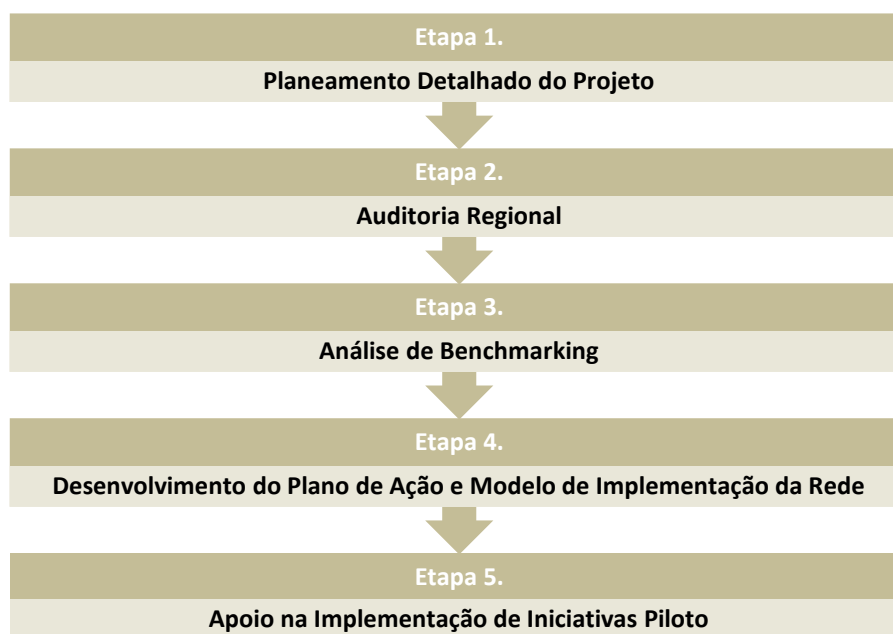 Etapa 1.
Planeamento Detalhado do Projeto
Etapa 2.
Auditoria Regional
Etapa 3.
Análise de Benchmarking
Etapa 4.
Desenvolvimento do Plano de Ação e Modelo de Implementação da Rede
Etapa 5.
Apoio na Implementação de Iniciativas Piloto